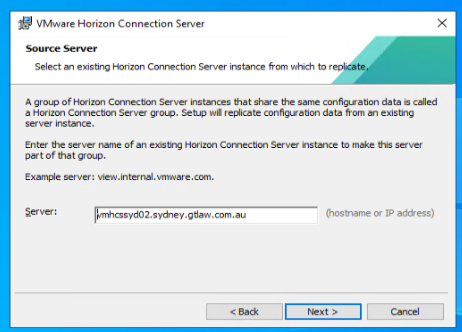 VMware Horizon Connection Server
Source Server
Select an existing Horizon Connection Server instance from which to replicate.
A group of Horizon Connection Server instances that share the same configuration data is called
a Horizon Connection Server group. Setup will replicate configuration data from an existing
server instance.
Enter the server name of an existing Horizon Connection Server instance to make this server
part of that group.
Example server: view.internal.vmware.com.
Server: vmhcssyd02.sydney.gtlaw.com.au (hostname or IP address)
< Back Next > Cancel